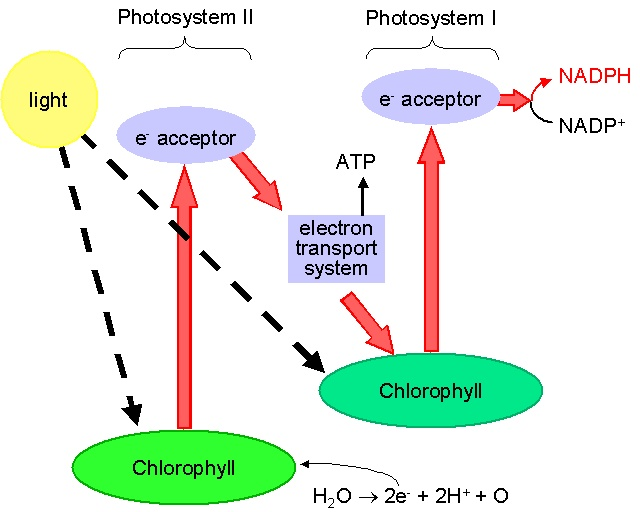 Photosystem II
Photosystem I
light
e⁻ acceptor
e⁻ acceptor
NADPH
NADP⁺
ATP
electron
transport
system
Chlorophyll
Chlorophyll
H₂O → 2e⁻ + 2H⁺ + O